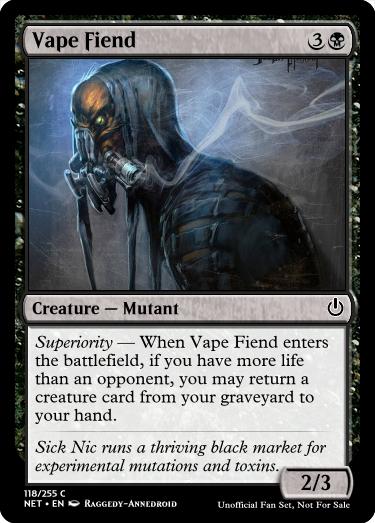 Vape Fiend 3
Creature — Mutant
Superiority — When Vape Fiend enters
the battlefield, if you have more life
than an opponent, you may return a
creature card from your graveyard to
your hand.
Sick Nic runs a thriving black market for
experimental mutations and toxins.
2/3
118/255 C
NET • EN Raggedy-Annedroid
Unofficial Fan Set, Not For Sale